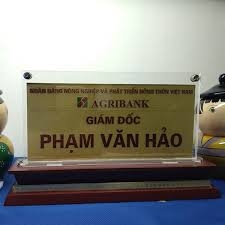 NGÂN HÀNG NÔNG NGHIỆP VÀ PHÁT TRIỂN NÔNG THÔN VIỆT NAM
AGRIBANK
GIÁM ĐỐC
PHẠM VĂN HẢO